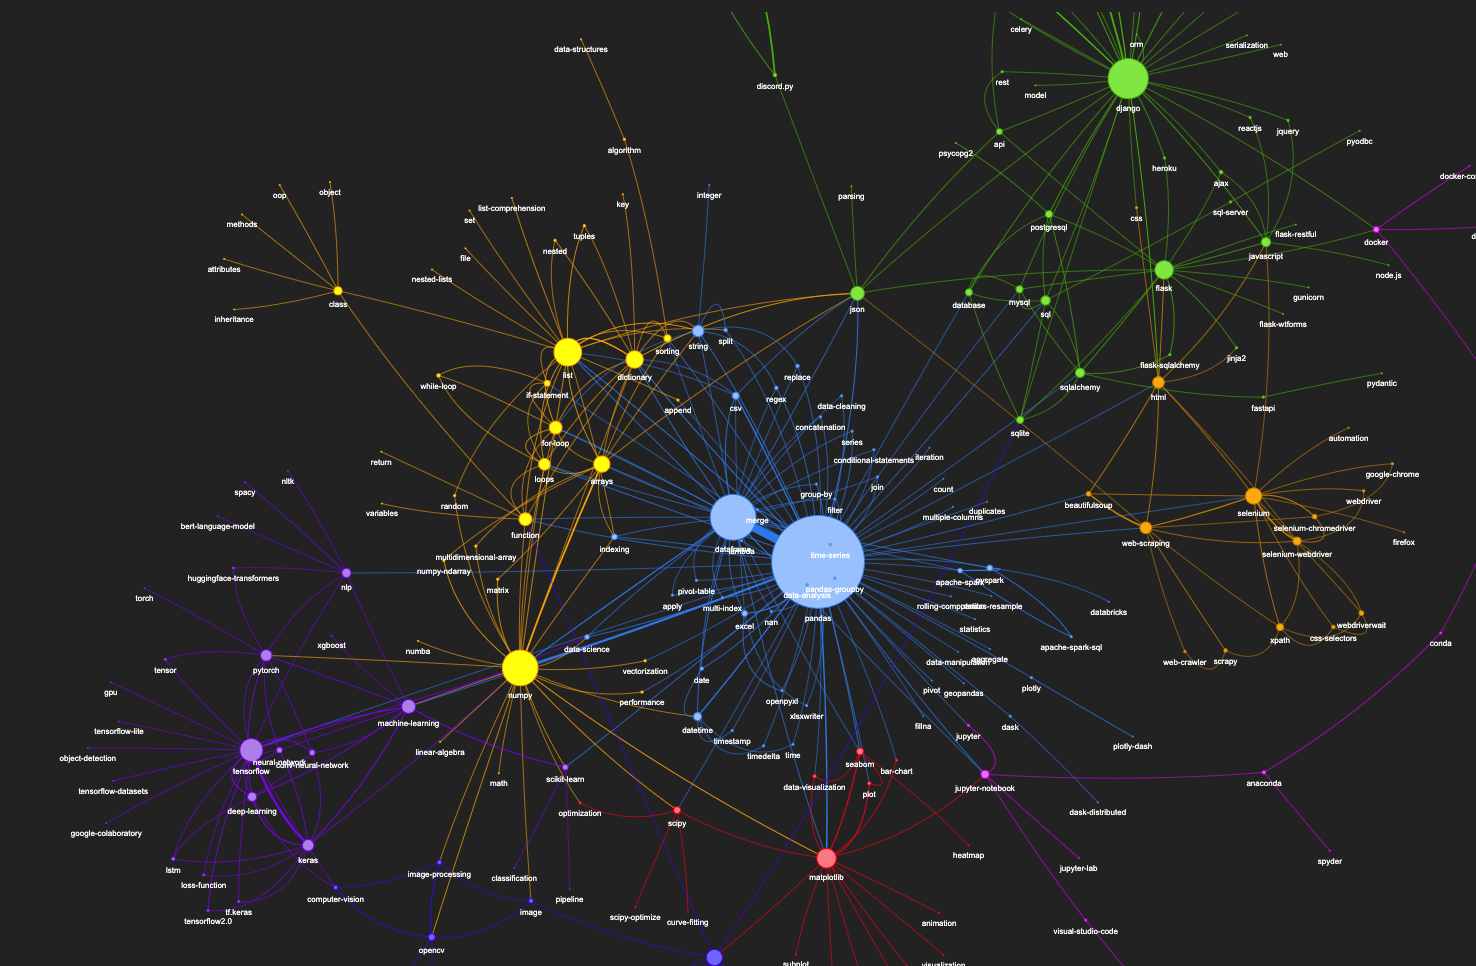 celery
orm
serialization
web
data-structures
discord.py
rest
model
django
reactjs
jquery
pyodbc
algorithm
api
psycopg2
heroku
ajax
docker-co
object
oop
key
integer
parsing
list-comprehension
set
css
sql-server
methods
tuples
postgresql
flask-restful
docker
nested
file
javascript
node.js
attributes
nested-lists
class
json
database
mysql
sql
flask
gunicorn
inheritance
flask-wtforms
string
split
sorting
list
dictionary
replace
while-loop
if-statement
regex
csv
append
data-cleaning
flask-sqlalchemy
jinja2
sqlalchemy
html
pydantic
fastapi
concatenation
sqlite
for-loop
series
automation
return
loops
arrays
conditional-statements
iteration
google-chrome
nltk
spacy
join
count
group-by
filter
beautifulsoup
selenium
webdriver
variables
random
duplicates
multiple-columns
bert-language-model
function
merge
selenium-chromedriver
web-scraping
firefox
indexing
dataframe
lambda
time-series
selenium-webdriver
multidimensional-array
numpy-ndarray
huggingface-transformers
nlp
matrix
pivot-table
pandas-groupby
data-analysis
apache-spark
pyspark
torch
apply
multi-index
rolling-computation
pandas-resample
databricks
excel
nan
pandas
statistics
webdriverwait
css-selectors
xpath
xgboost
numba
data-science
apache-spark-sql
conda
tensor
pytorch
numpy
vectorization
date
data-manipulation
aggregate
web-crawler
scrapy
gpu
performance
openpyxl
xlsxwriter
pivot
geopandas
plotly
tensorflow-lite
machine-learning
datetime
fillna
dask
object-detection
linear-algebra
timestamp
timedelta
time
jupyter
plotly-dash
tensorflow
neural-network
conv-neural-network
math
scikit-learn
seaborn
bar-chart
data-visualization
plot
jupyter-notebook
anaconda
tensorflow-datasets
deep-learning
optimization
scipy
dask-distributed
google-colaboratory
keras
heatmap
matplotlib
jupyter-lab
spyder
lstm
loss-function
image-processing
classification
pipeline
computer-vision
tf.keras
tensorflow2.0
image
scipy-optimize
curve-fitting
animation
visual-studio-code
opencv
subplot
visualization